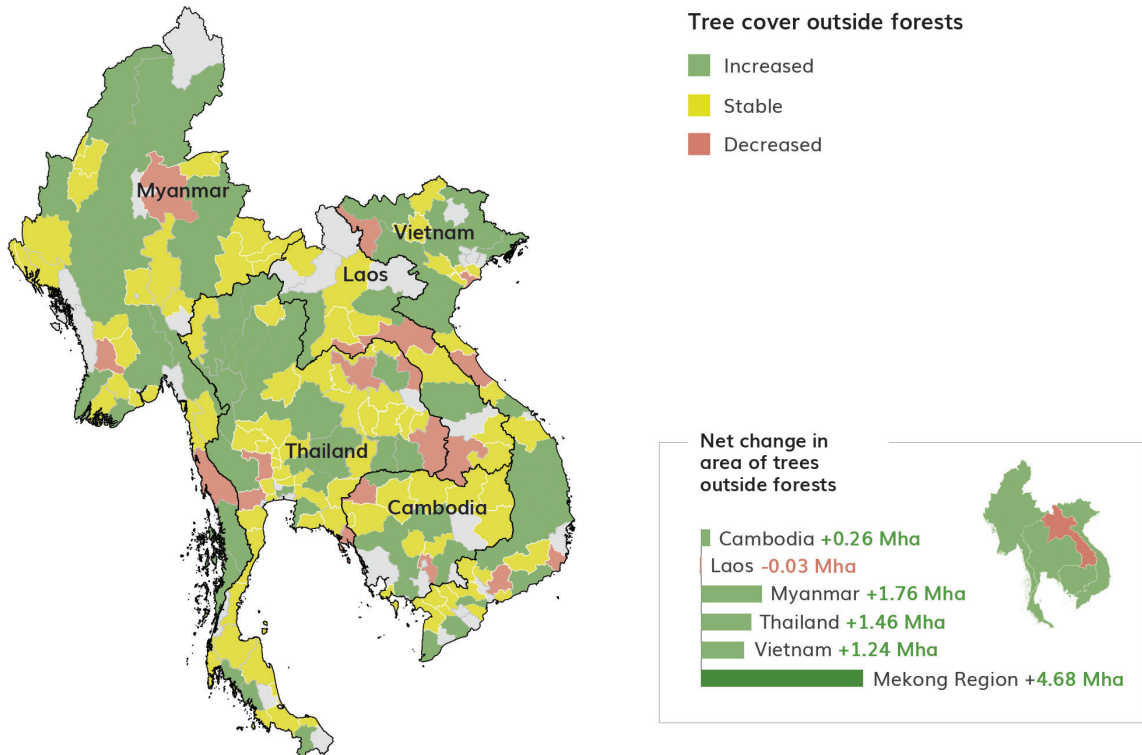 Tree cover outside forests
Increased
Stable
Decreased
Myanmar
Vietnam
Laos
Thailand
Cambodia
Net change in
area of trees
outside forests
Cambodia +0.26 Mha
Laos -0.03 Mha
Myanmar +1.76 Mha
Thailand +1.46 Mha
Vietnam +1.24 Mha
Mekong Region +4.68 Mha